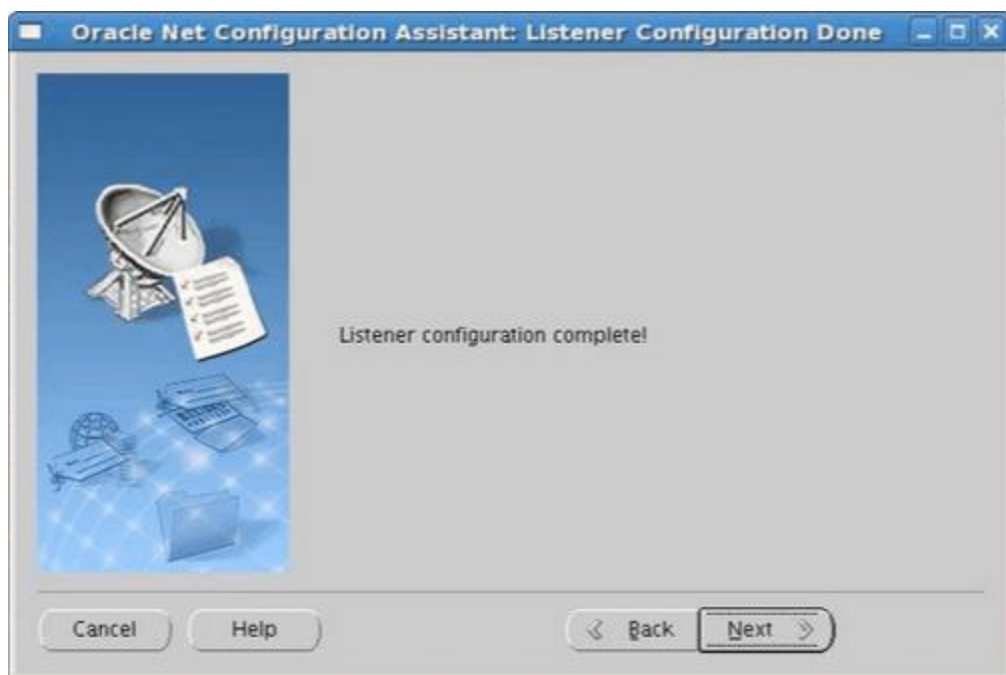 Oracle Net Configuration Assistant: Listener Configuration Done
Listener configuration complete!
Cancel
Help
Back
Next